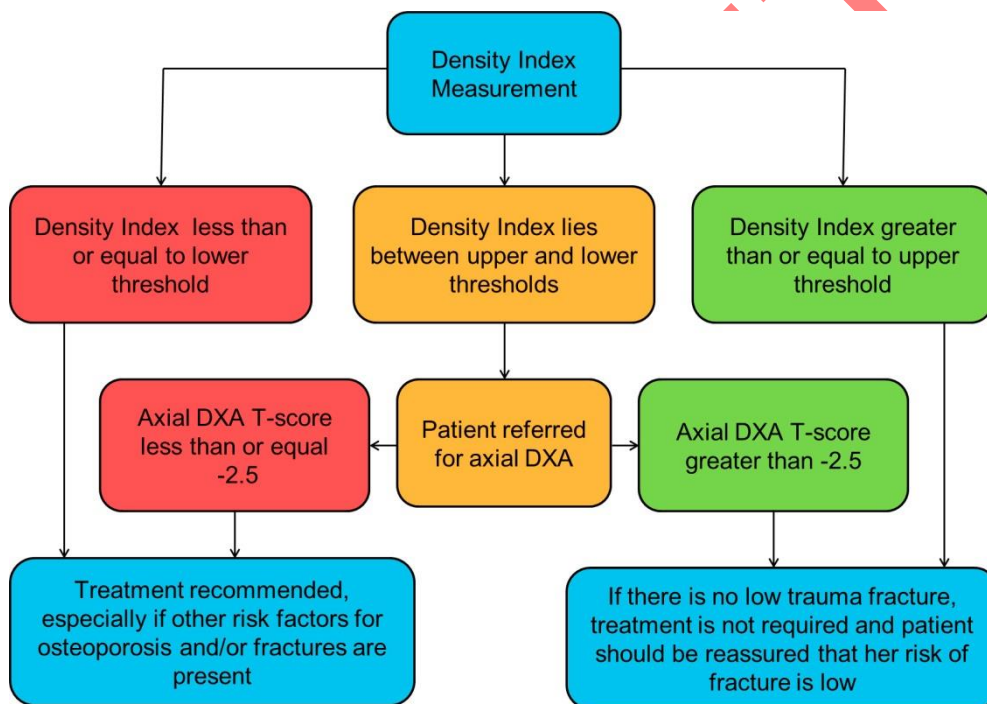 Density Index
Measurement
Density Index less than
or equal to lower
threshold
Density Index lies
between upper and lower
thresholds
Density Index greater
than or equal to upper
threshold
Axial DXA T-score
less than or equal
-2.5
Patient referred
for axial DXA
Axial DXA T-score
greater than -2.5
Treatment recommended,
especially if other risk factors for
osteoporosis and/or fractures are
present
If there is no low trauma fracture,
treatment is not required and patient
should be reassured that her risk of
fracture is low